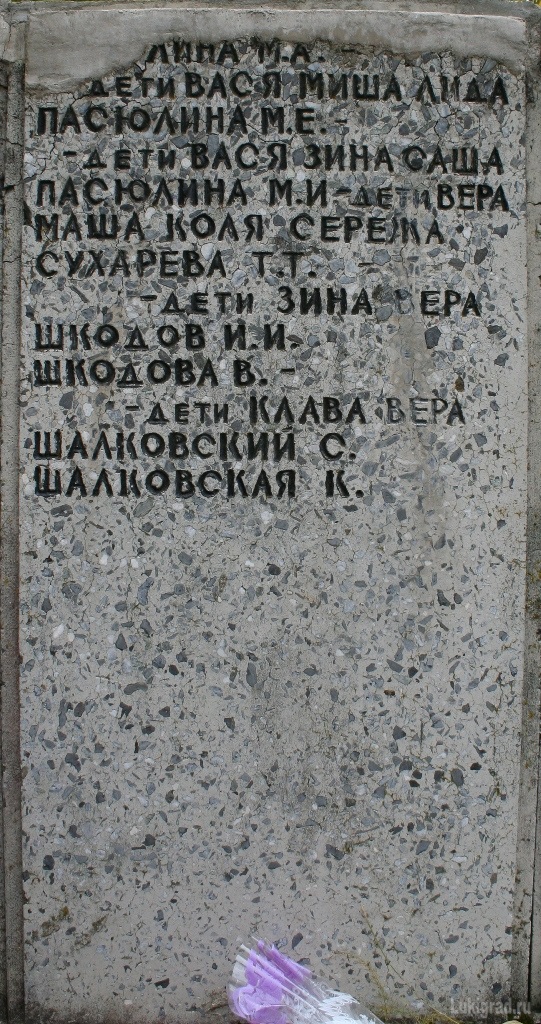 ЛИНА М.А. -
- ДЕТИ ВАСЯ МИША ЛИДА
ПАСЮЛИНА М.Е. -
- ДЕТИ ВАСЯ ЗИНА САША
ПАСЮЛИНА М.И - ДЕТИ ВЕРА
МАША КОЛЯ СЕРЕЖА
СУХАРЕВА Т.Т. -
- ДЕТИ ЗИНА ВЕРА
ШКОДОВ И.И.
ШКОДОВА В. -
- ДЕТИ КЛАВА ВЕРА
ШАЛКОВСКИЙ С.
ШАЛКОВСКАЯ К.
Lukigrad.ru